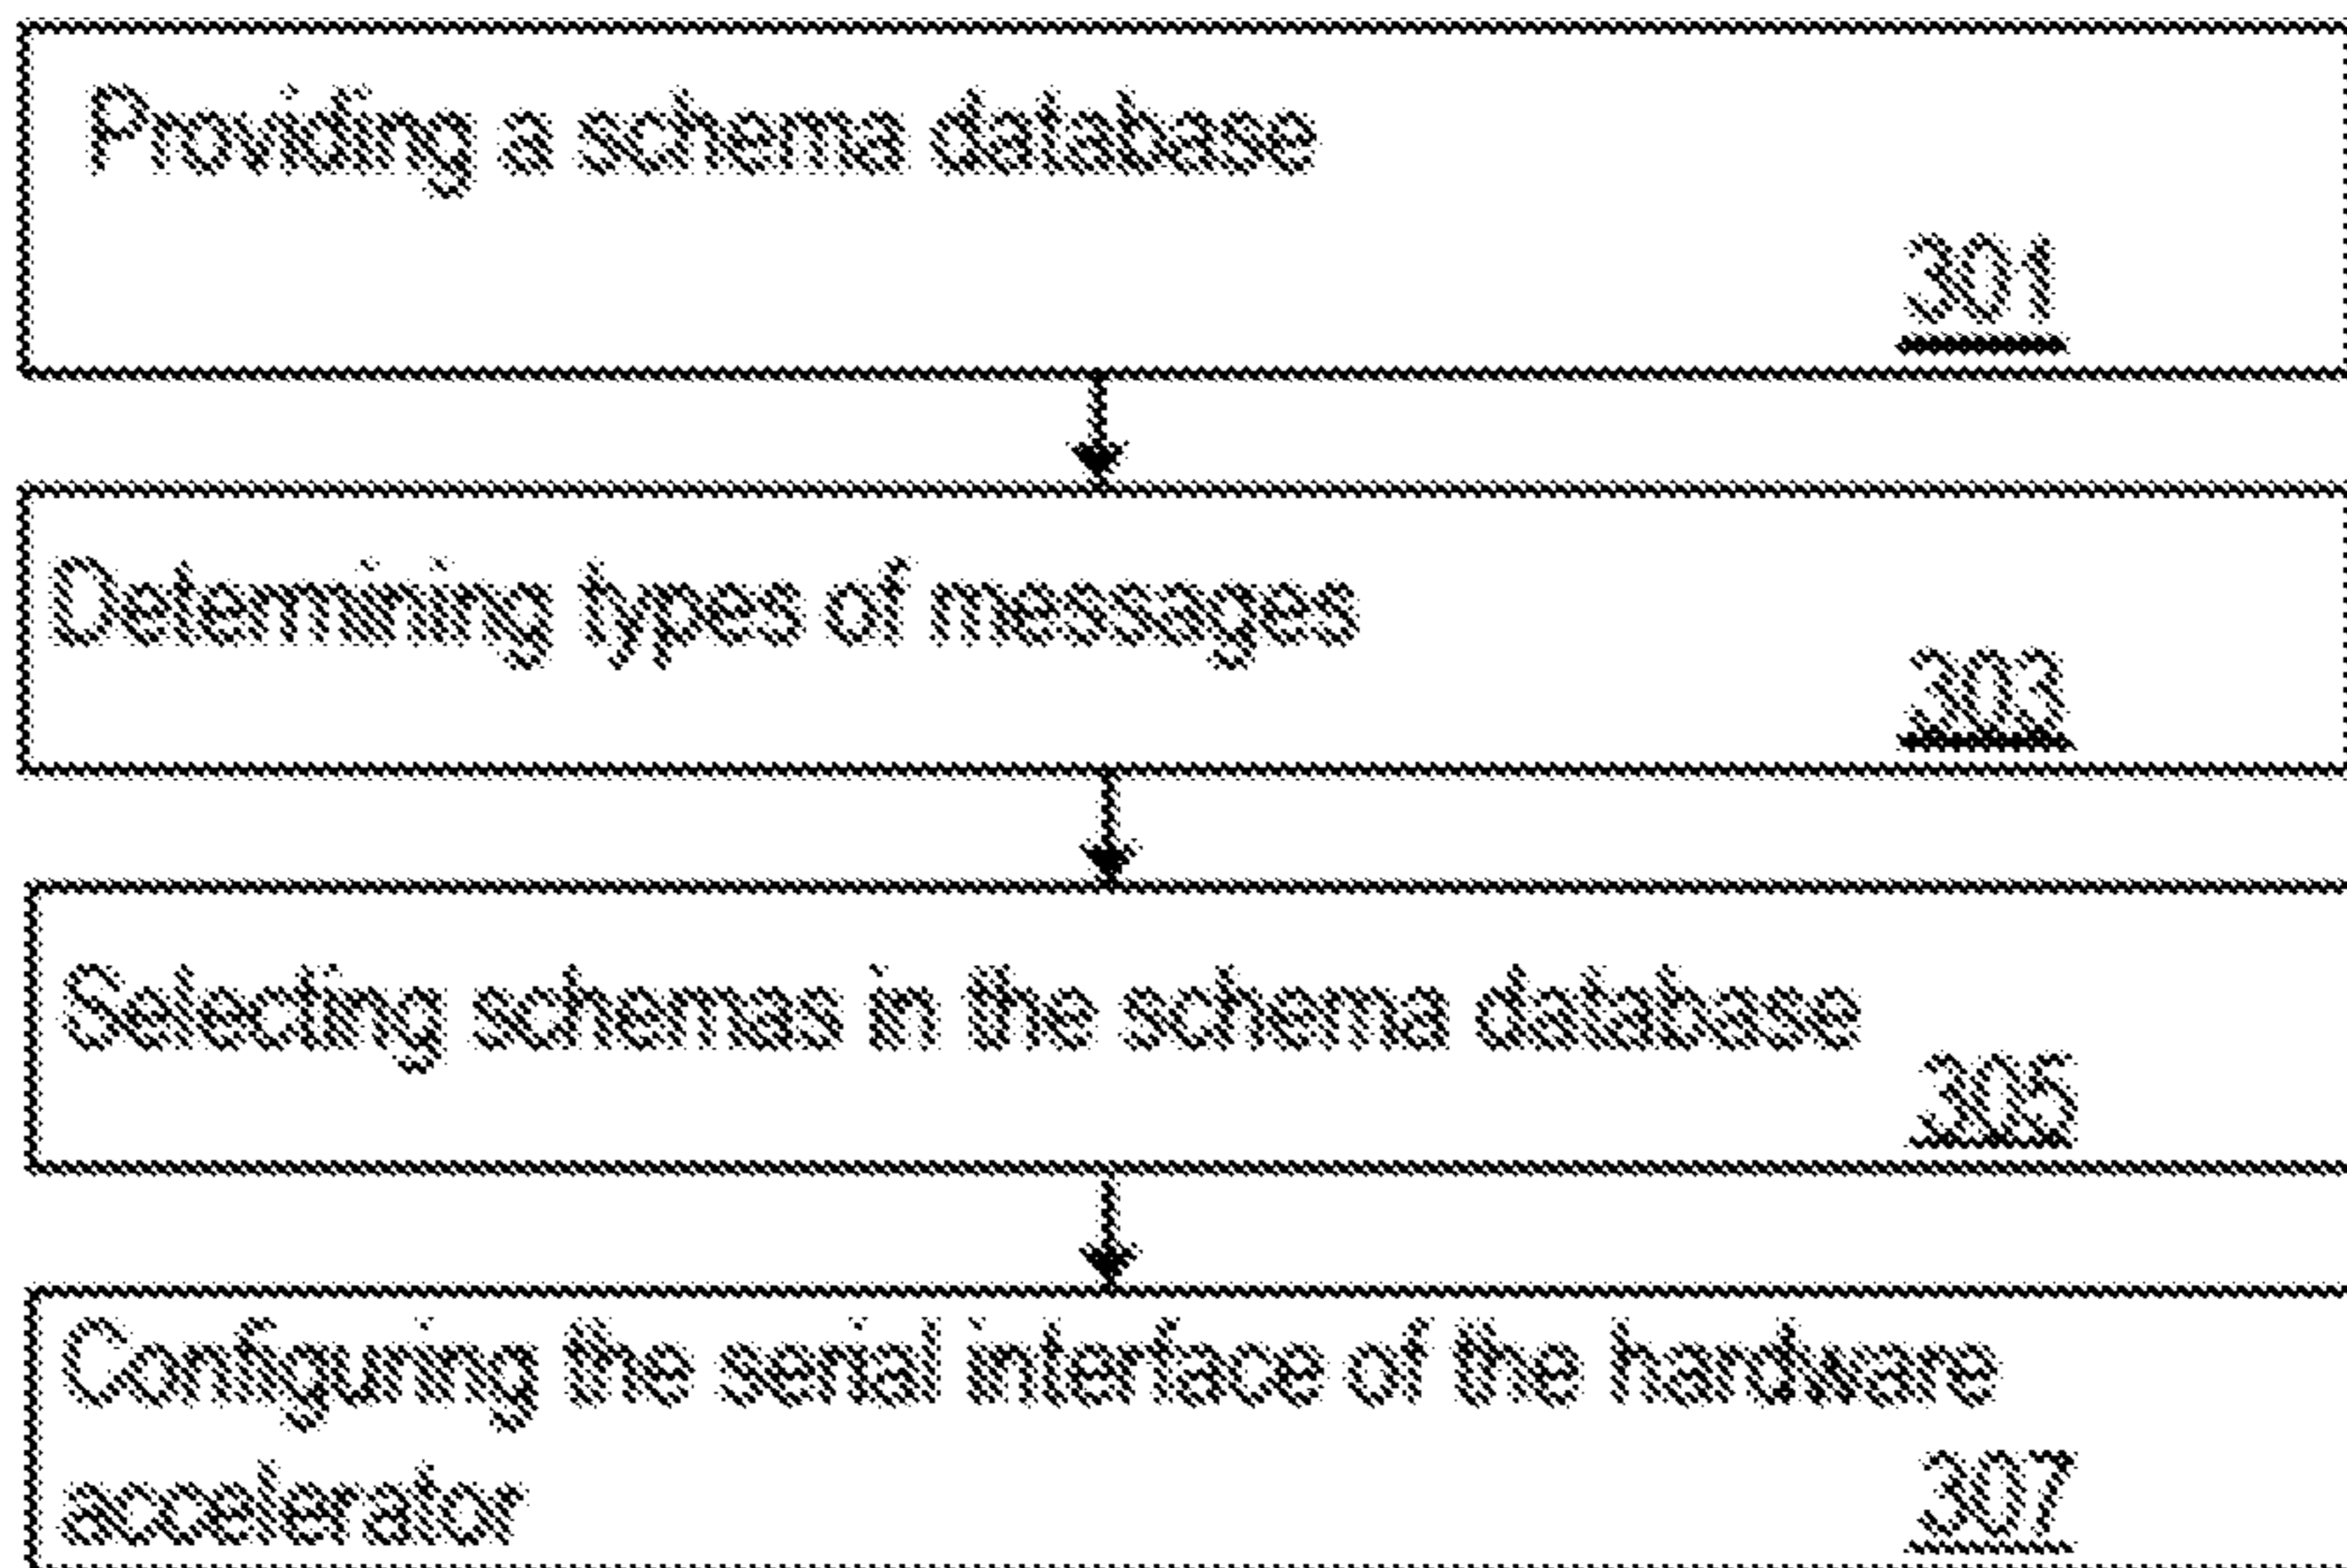 Providing a schema database
301
Determining types of messages
303
Selecting schemas in the schema database
305
Configuring the serial interface of the hardware
accelerator
307